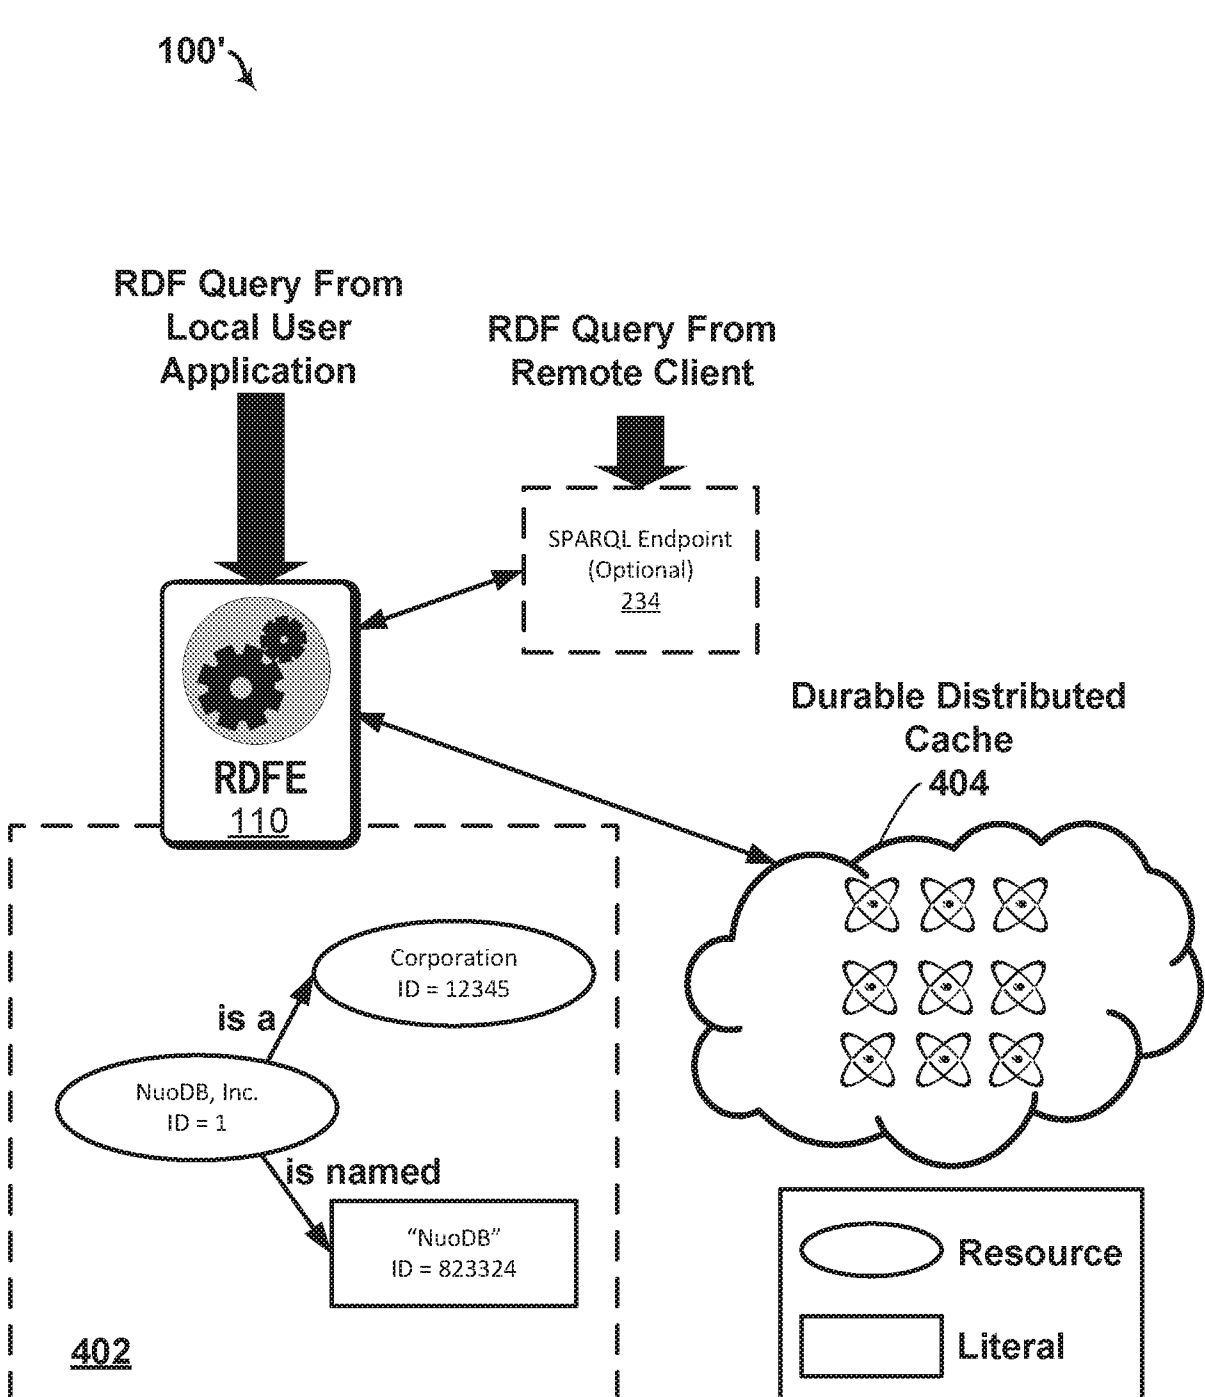 100'
RDF Query From
Local User
Application
RDF Query From
Remote Client
SPARQL Endpoint
(Optional)
234
RDFE
110
Durable Distributed
Cache
404
Corporation
ID = 12345
is a
NuoDB, Inc.
ID = 1
is named
“NuoDB”
ID = 823324
402
Resource
Literal